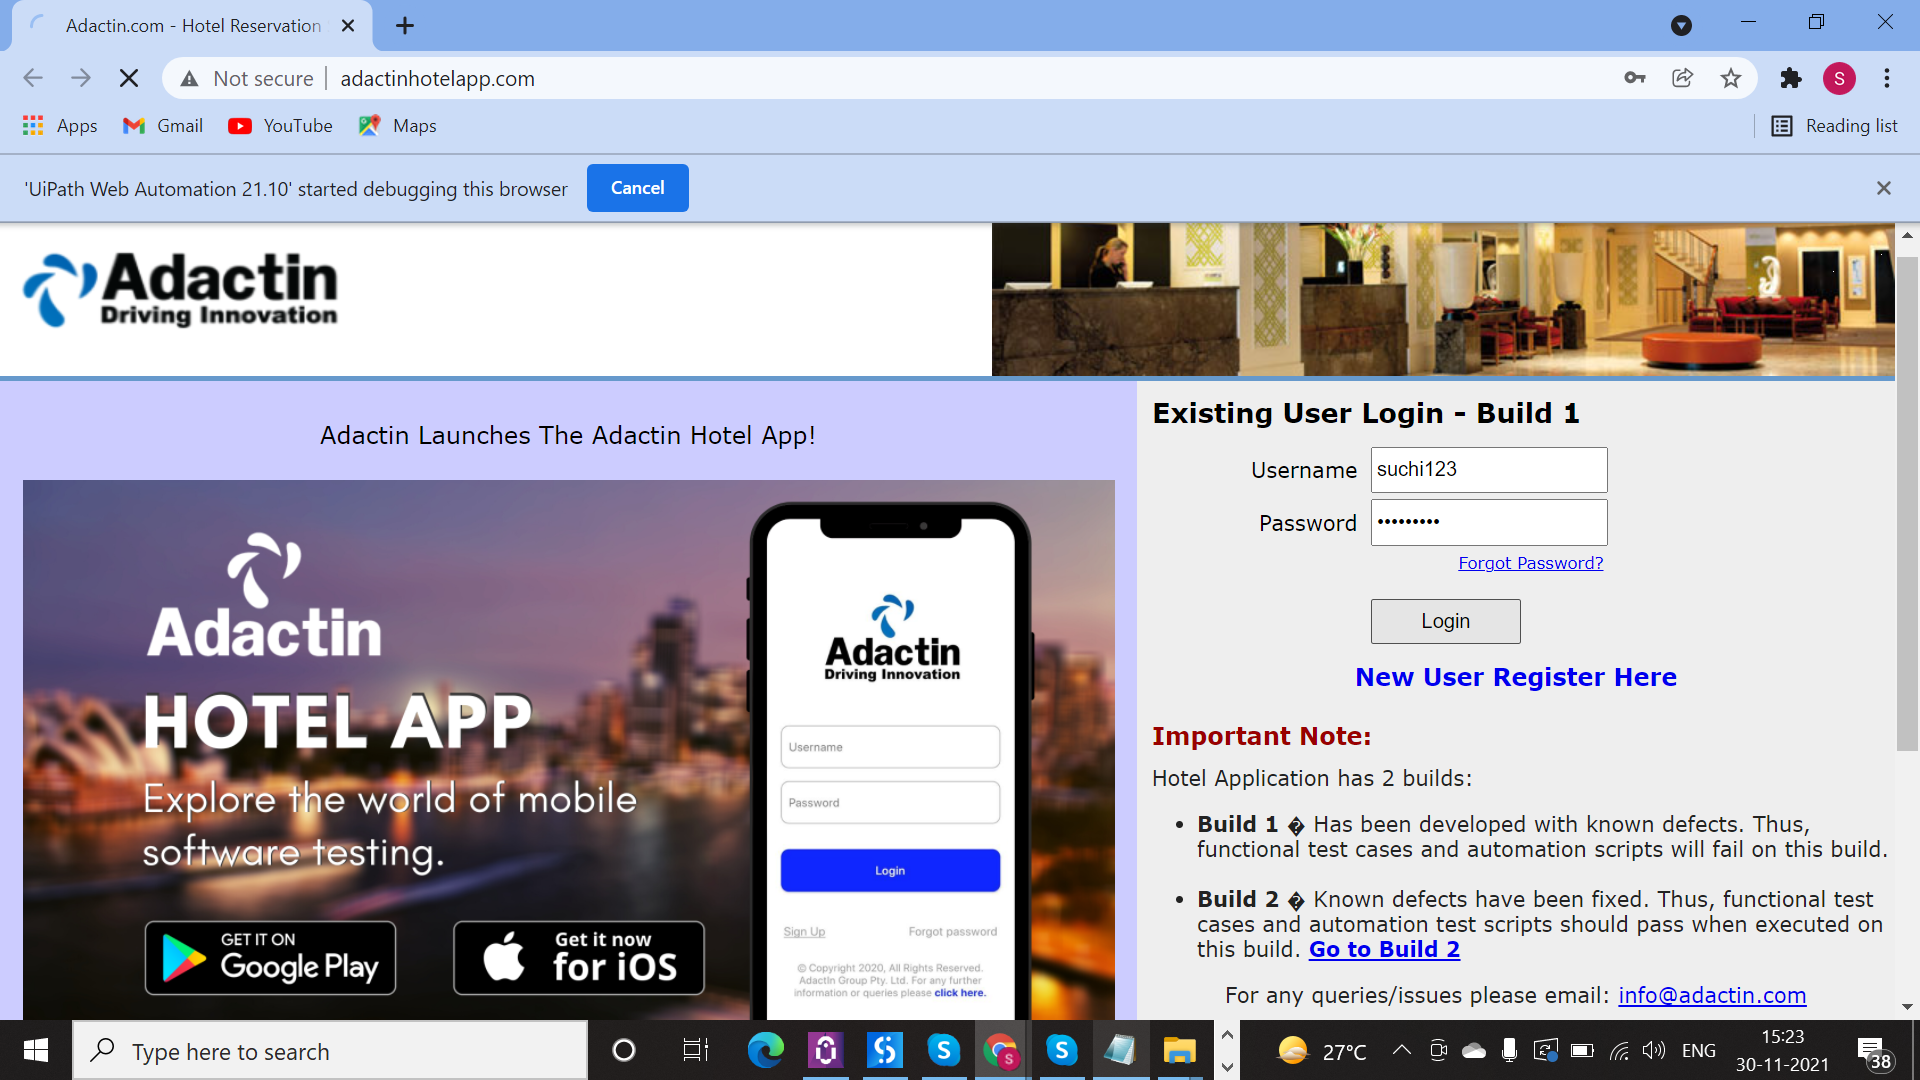 Adactin.com - Hotel Reservation
Not secure
adactinhotelapp.com
S
Apps
Gmail
YouTube
Maps
Reading list
'UiPath Web Automation 21.10' started debugging this browser
Cancel
Adactin
Driving Innovation
Adactin Launches The Adactin Hotel App!
Adactin
HOTEL APP
Explore the world of mobile
software testing.
GET IT ON
Google Play
Get it now
for iOS
Adactin
Driving Innovation
Username
Password
Login
Sign Up
Forgot password
© Copyright 2020, All Rights Reserved.
AdactIn Group Pty. Ltd. For any further
information or queries please click here.
Existing User Login - Build 1
Username
suchi123
Password
•••••••••
Forgot Password?
Login
New User Register Here
Important Note:
Hotel Application has 2 builds:
• Build 1 � Has been developed with known defects. Thus,
functional test cases and automation scripts will fail on this build.
• Build 2 � Known defects have been fixed. Thus, functional test
cases and automation test scripts should pass when executed on
this build. Go to Build 2
For any queries/issues please email: info@adactin.com
Type here to search
27°C
ENG
15:23
30-11-2021
38